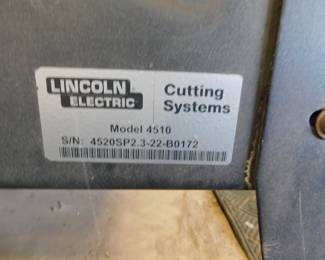 LINCOLN ELECTRIC
Cutting Systems
Model 4510
S/N: 4520SP2.3-22-B0172